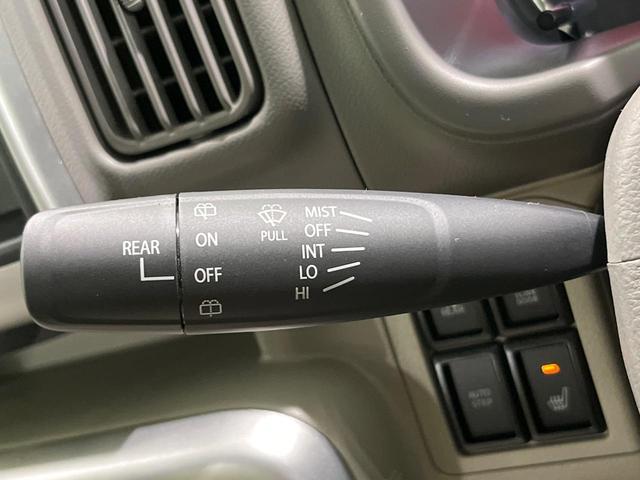 REAR
ON
OFF
PULL
MIST
OFF
INT
LO
HI
AUTO
STOP